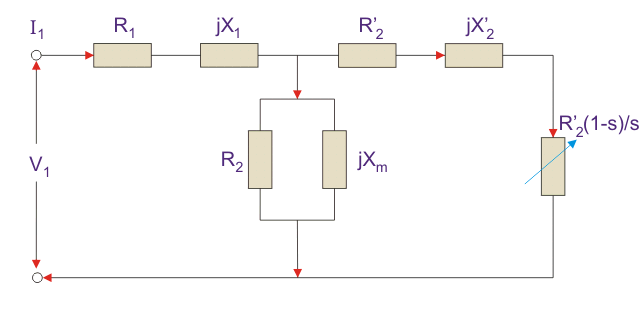 I₁
R₁
jX₁
R'₂
jX'₂
R'₂(1-s)/s
V₁
R₂
jXₘ